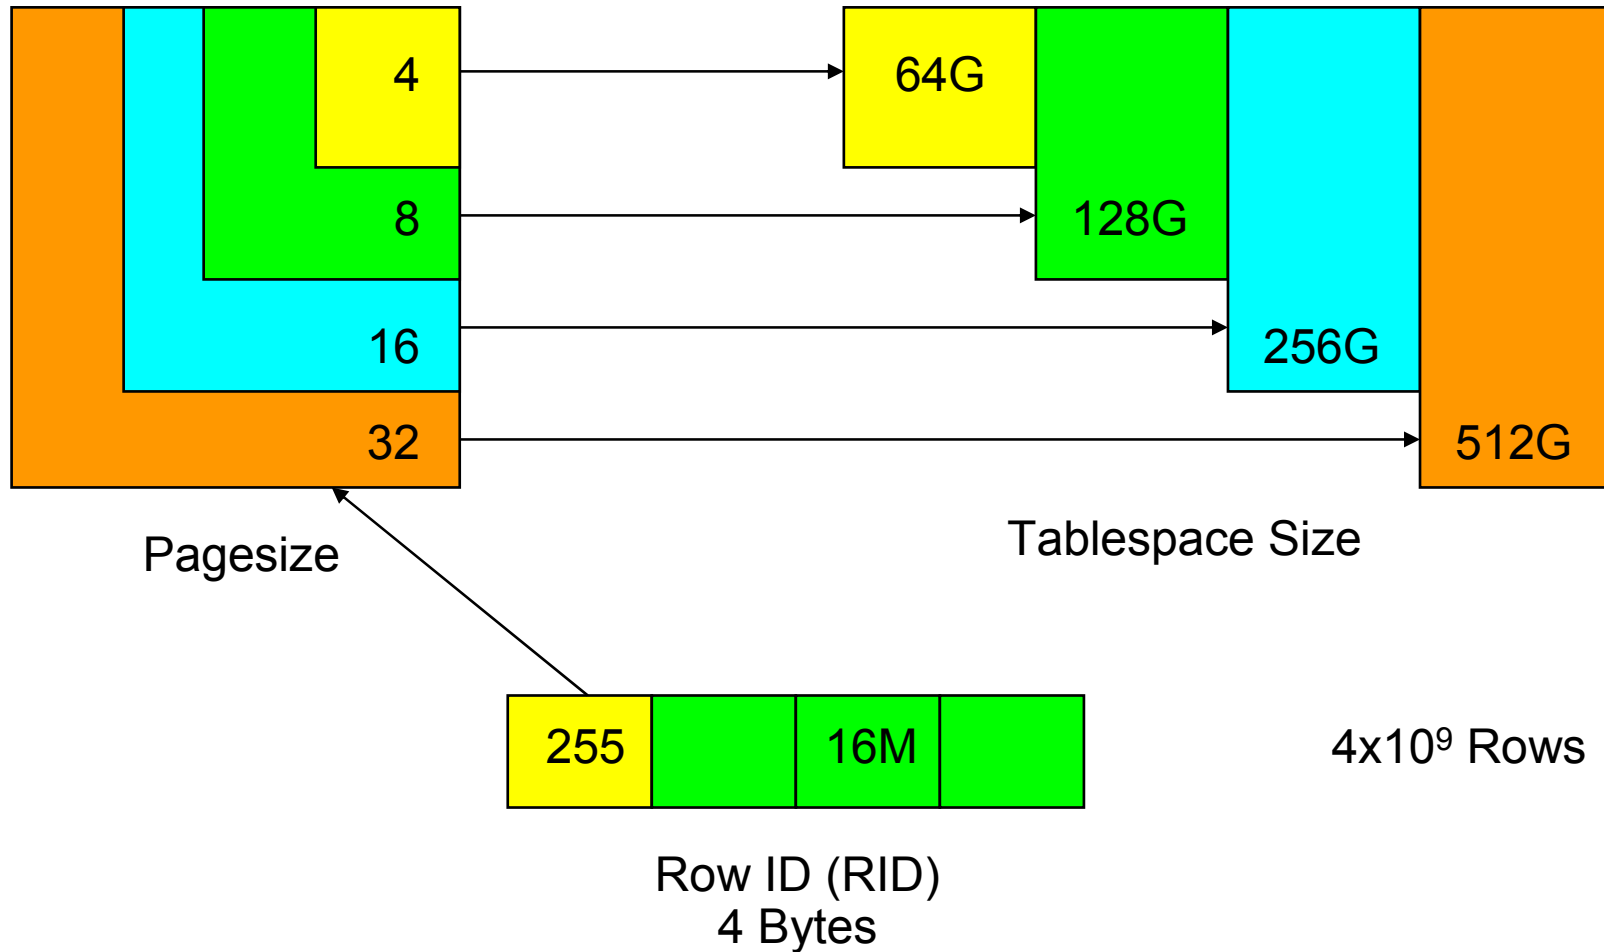 4
64G
8
128G
16
256G
32
512G
Pagesize
Tablespace Size
255
16M
4x10⁹ Rows
Row ID (RID)
4 Bytes